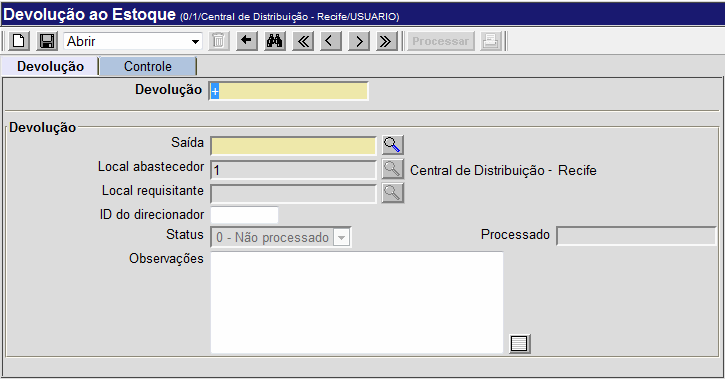 Devolução ao Estoque (0/1/Central de Distribuição - Recife/USUARIO)
Abrir Processar
Devolução Controle
Devolução +
Devolução
Saída
Local abastecedor 1 Central de Distribuição - Recife
Local requisitante
ID do direcionador
Status 0 - Não processado Processado
Observações